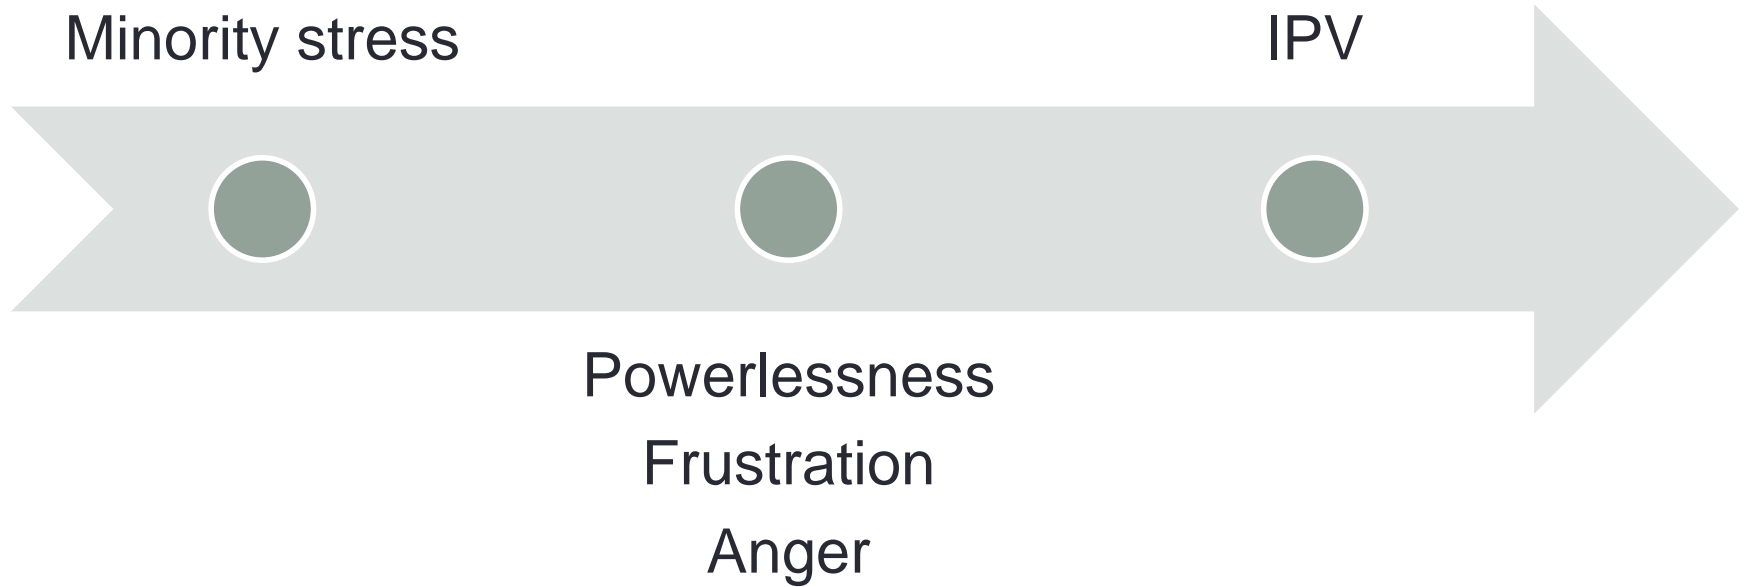 Minority stress
IPV
Powerlessness
Frustration
Anger